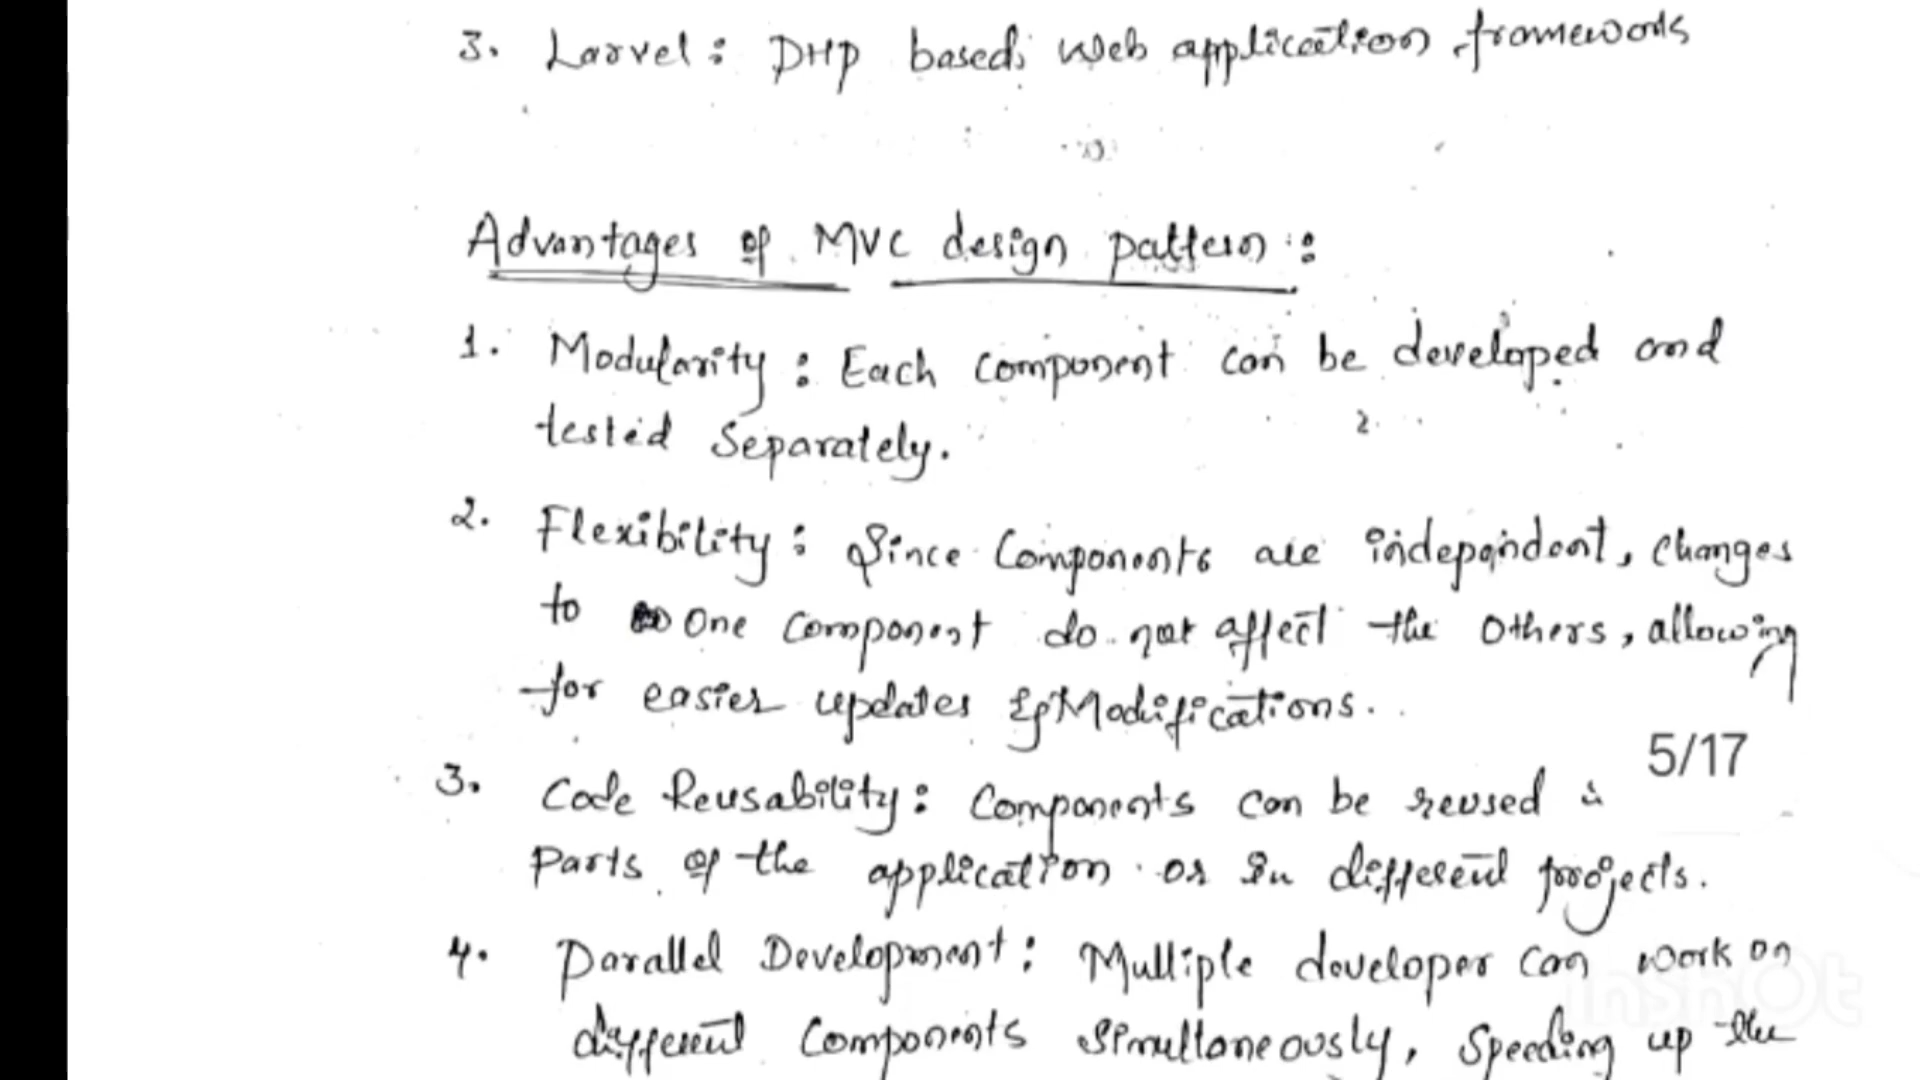 3. Larvel: PHP based web application frameworks
Advantages of MVC design pattern:
1. Modularity: Each component can be developed and
tested separately.
2. Flexibility: Since Components are independent, changes
to one component do not affect the others, allowing
for easier updates & Modifications.
5/17
3. Code Reusability: Components can be reused
parts of the application or in different projects.
4. Parallel Development: Multiple developer can work on
different components simultaneously, speeding up the
InShOt